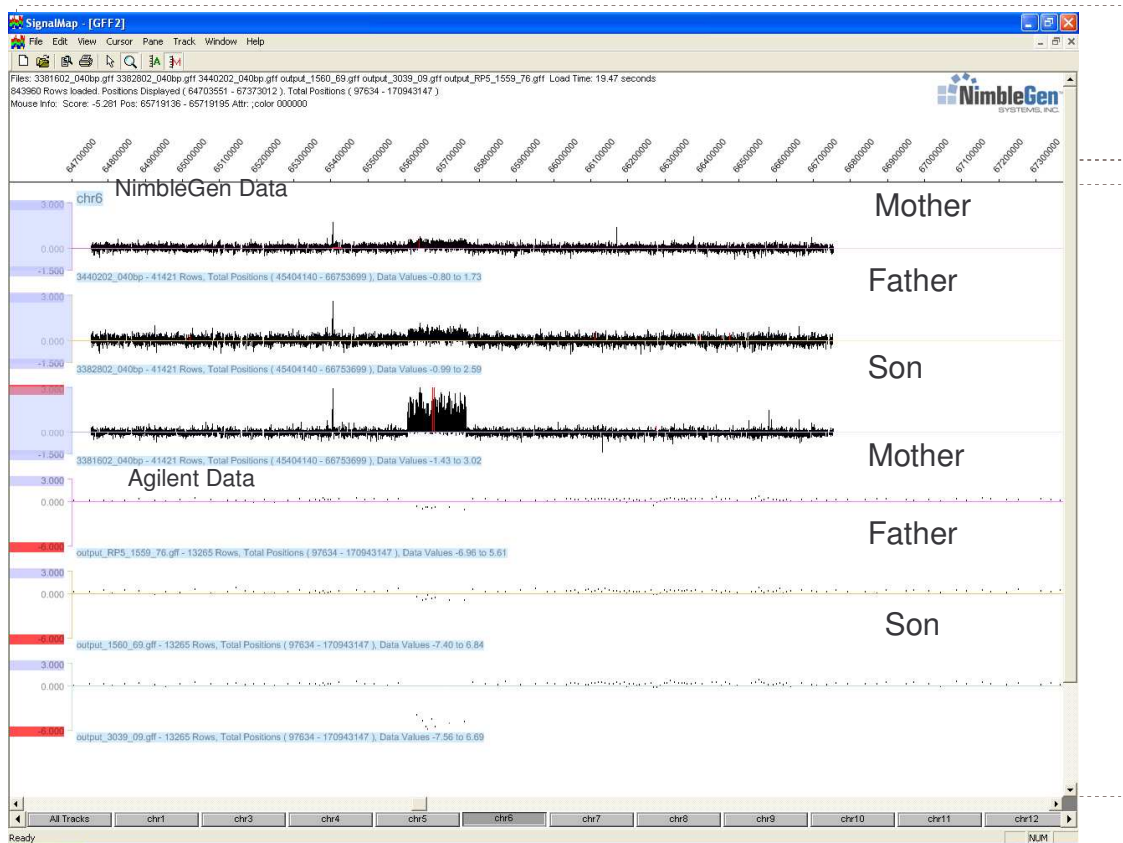 SignalMap - [GFF2]
File Edit View Cursor Pane Track Window Help
Files: 3381602_040bp.gff 3382802_040bp.gff 3440202_040bp.gff output_1560_69.gff output_3039_09.gff output_RP5_1559_76.gff Load Time: 19.47 seconds
843960 Rows loaded. Positions Displayed ( 64703551 - 67373012 ). Total Positions ( 97634 - 170943147 )
Mouse Info: Score: -5.281 Pos: 65719136 - 65719195 Attr: ;color 000000
NimbleGen
SYSTEMS, INC.
64700000 64800000 64900000 65000000 65100000 65200000 65300000 65400000 65500000 65600000 65700000 65800000 65900000 66000000 66100000 66200000 66300000 66400000 66500000 66600000 66700000 66800000 66900000 67000000 67100000 67200000 67300000
chr6 NimbleGen Data
Mother
3.000
0.000
-1.500
3440202_040bp - 41421 Rows, Total Positions ( 45404140 - 66753699 ), Data Values -0.80 to 1.73
Father
3.000
0.000
-1.500
3382802_040bp - 41421 Rows, Total Positions ( 45404140 - 66753699 ), Data Values -0.99 to 2.59
Son
3.000
0.000
-1.500
3381602_040bp - 41421 Rows, Total Positions ( 45404140 - 66753699 ), Data Values -1.43 to 3.02
Mother
Agilent Data
3.000
0.000
-6.000
output_RP5_1559_76.gff - 13265 Rows, Total Positions ( 97634 - 170943147 ), Data Values -6.96 to 5.61
Father
3.000
0.000
-6.000
output_1560_69.gff - 13265 Rows, Total Positions ( 97634 - 170943147 ), Data Values -7.40 to 6.84
Son
3.000
0.000
-6.000
output_3039_09.gff - 13265 Rows, Total Positions ( 97634 - 170943147 ), Data Values -7.56 to 6.69
All Tracks chr1 chr3 chr4 chr5 chr6 chr7 chr8 chr9 chr10 chr11 chr12
Ready NUM